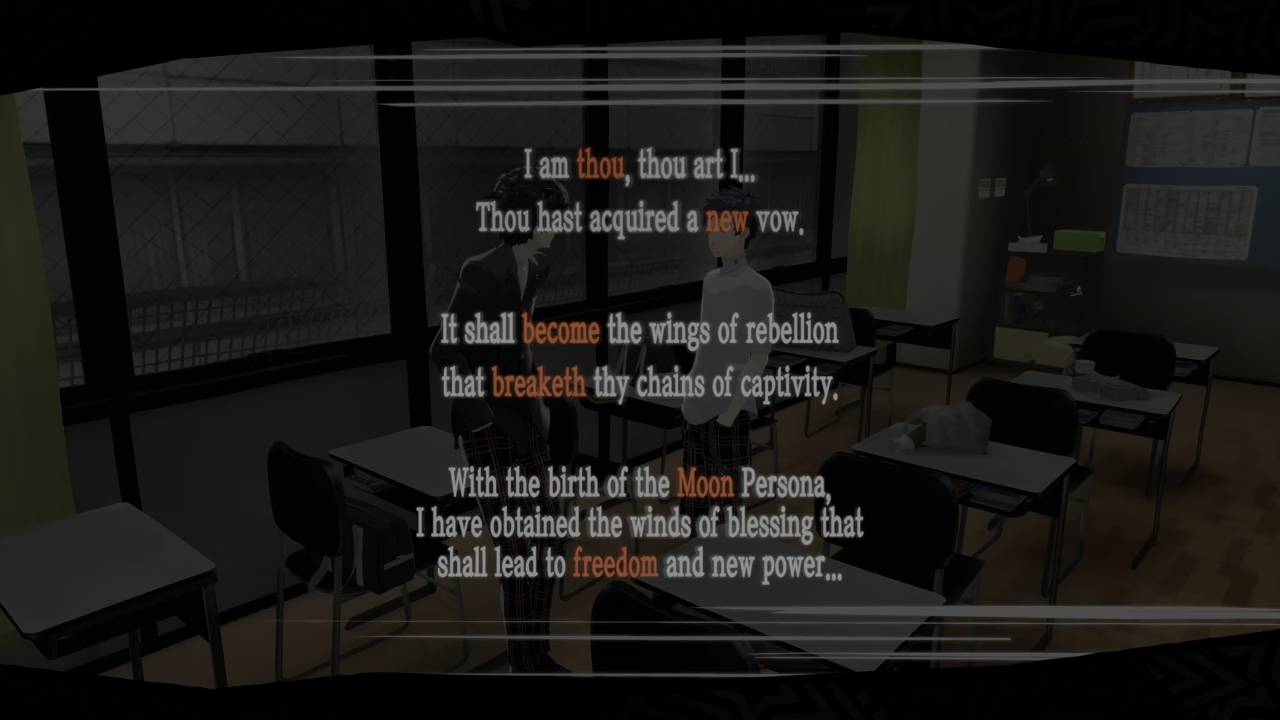 I am thou, thou art I...
Thou hast acquired a new vow.
It shall become the wings of rebellion
that breaketh thy chains of captivity.
With the birth of the Moon Persona,
I have obtained the winds of blessing that
shall lead to freedom and new power...